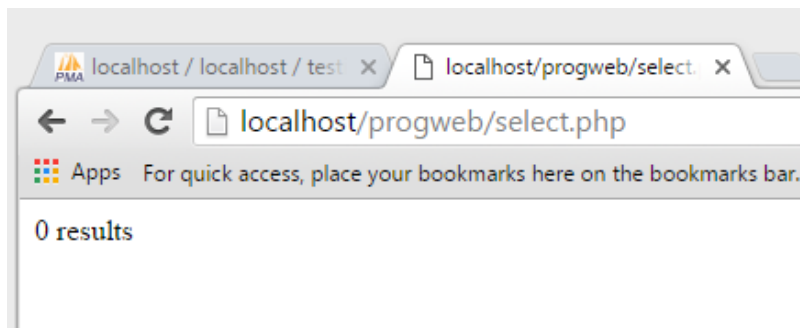 PMA localhost / localhost / test localhost/progweb/select.
localhost/progweb/select.php
Apps For quick access, place your bookmarks here on the bookmarks bar.
0 results